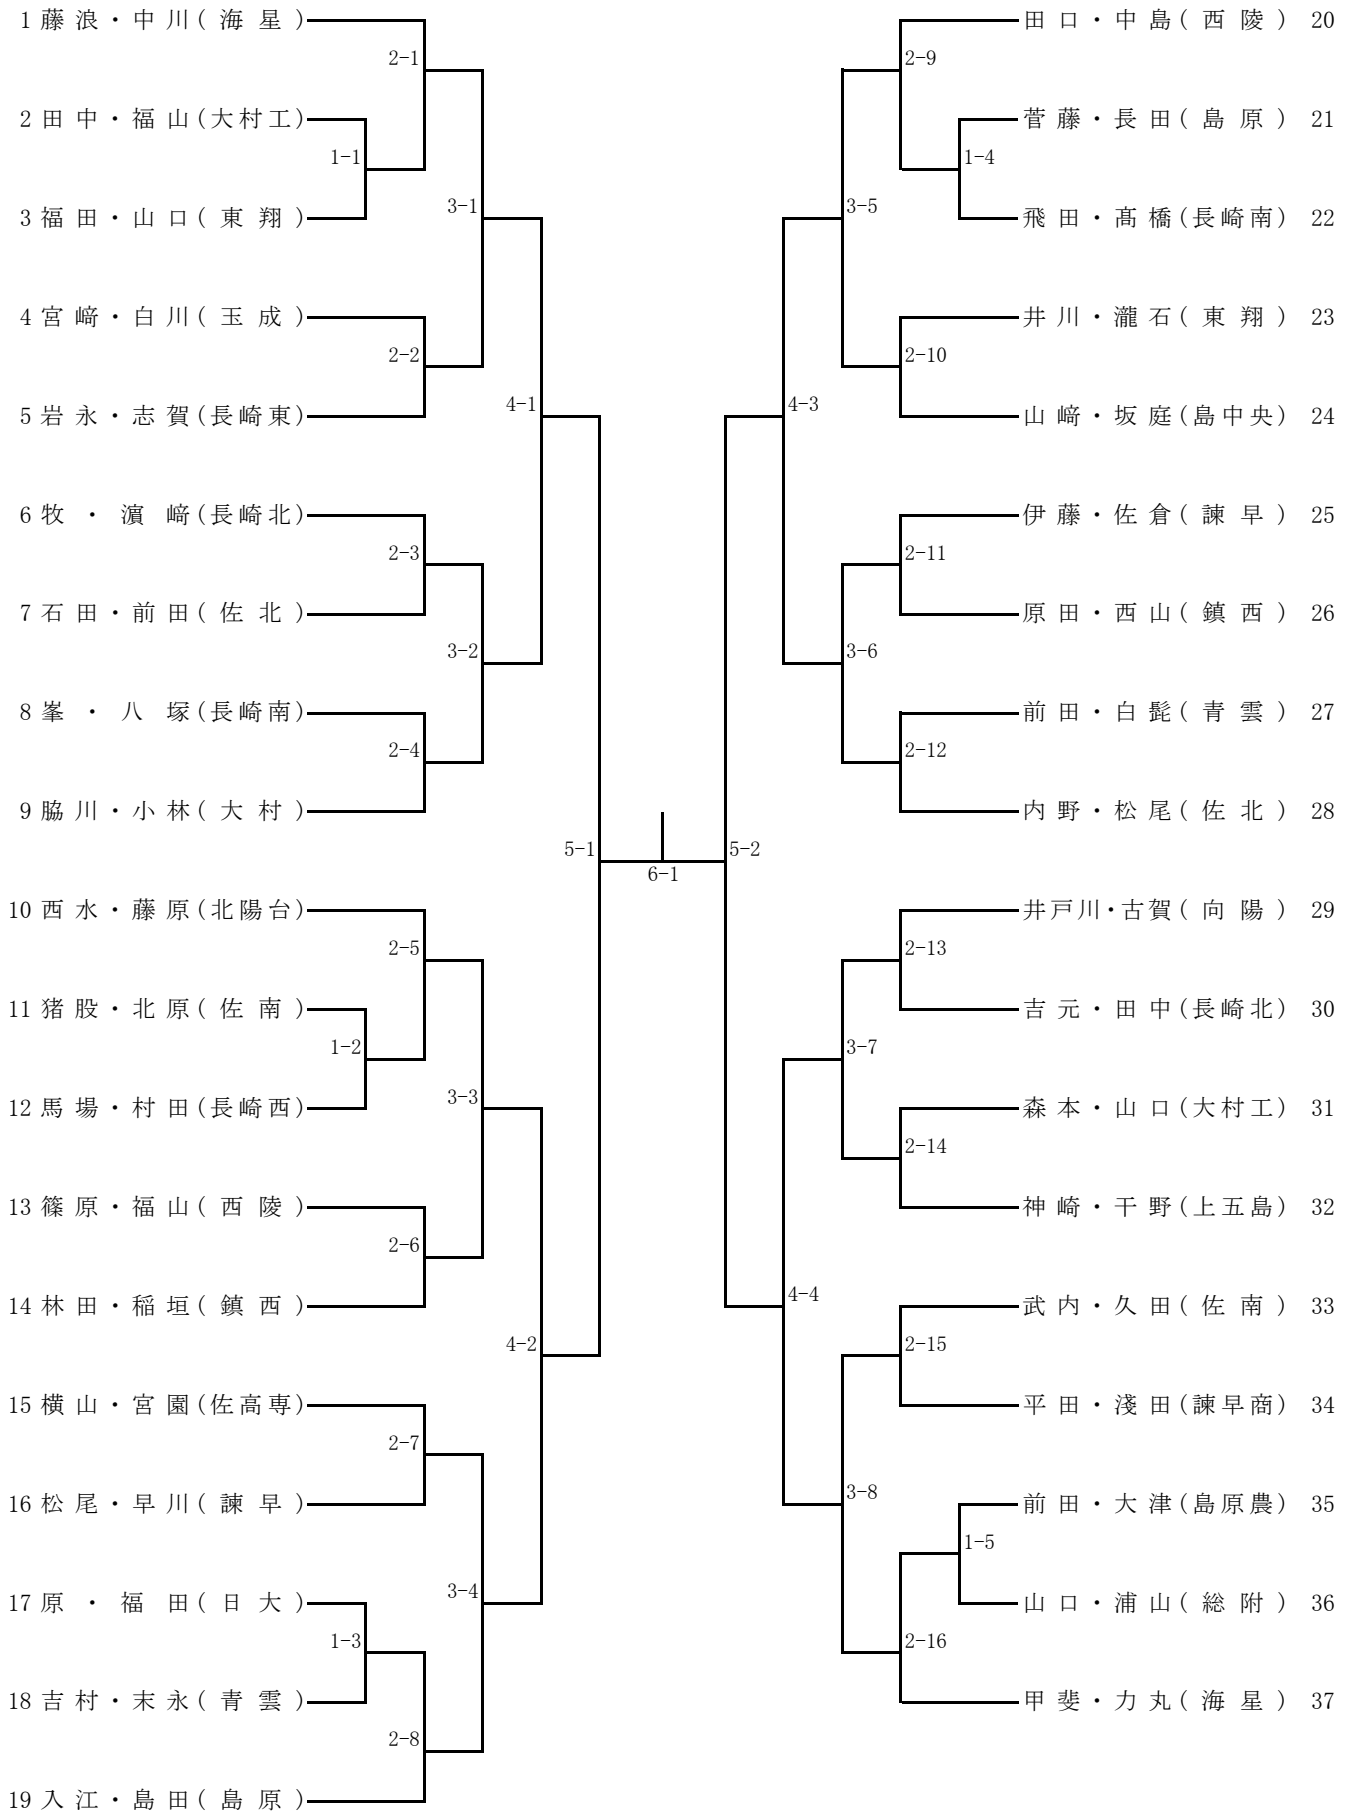 1 藤浪・中川(海星)
2 田中・福山(大村工)
3 福田・山口(東翔)
4 宮﨑・白川(玉成)
5 岩永・志賀(長崎東)
6 牧・濵﨑(長崎北)
7 石田・前田(佐北)
8 峯・八塚(長崎南)
9 脇川・小林(大村)
10 西水・藤原(北陽台)
11 猪股・北原(佐南)
12 馬場・村田(長崎西)
13 篠原・福山(西陵)
14 林田・稲垣(鎮西)
15 横山・宮園(佐高専)
16 松尾・早川(諫早)
17 原・福田(日大)
18 吉村・末永(青雲)
19 入江・島田(島原)
1-1
1-2
1-3
2-1
2-2
2-3
2-4
2-5
2-6
2-7
2-8
3-1
3-2
3-3
3-4
4-1
4-2
5-1
6-1
5-2
4-3
4-4
3-5
3-6
3-7
3-8
2-9
2-10
2-11
2-12
2-13
2-14
2-15
2-16
1-4
1-5
田口・中島(西陵) 20
菅藤・長田(島原) 21
飛田・髙橋(長崎南) 22
井川・瀧石(東翔) 23
山﨑・坂庭(島中央) 24
伊藤・佐倉(諫早) 25
原田・西山(鎮西) 26
前田・白髭(青雲) 27
内野・松尾(佐北) 28
井戸川・古賀(向陽) 29
吉元・田中(長崎北) 30
森本・山口(大村工) 31
神崎・干野(上五島) 32
武内・久田(佐南) 33
平田・淺田(諫早商) 34
前田・大津(島原農) 35
山口・浦山(総附) 36
甲斐・力丸(海星) 37